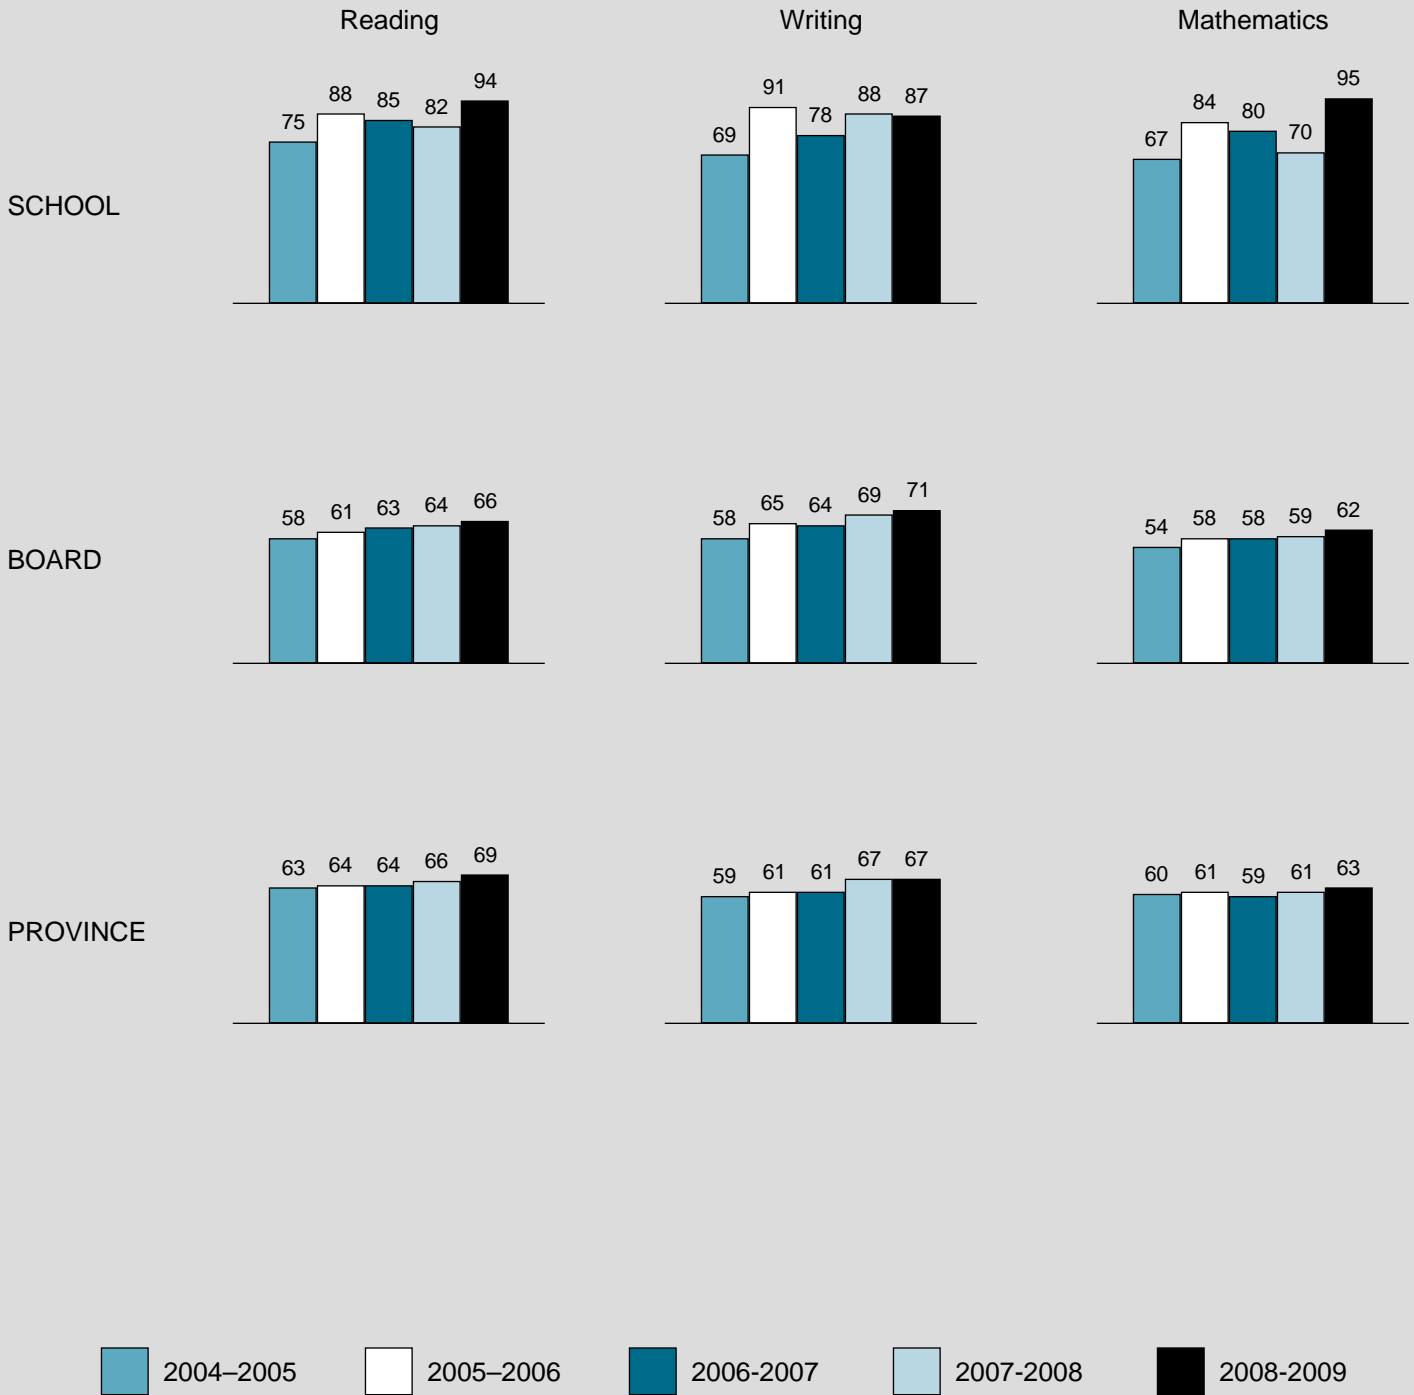 Reading Writing Mathematics
SCHOOL
75 88 85 82 94
69 91 78 88 87
67 84 80 70 95
BOARD
58 61 63 64 66
58 65 64 69 71
54 58 58 59 62
PROVINCE
63 64 64 66 69
59 61 61 67 67
60 61 59 61 63
2004–2005 2005–2006 2006-2007 2007-2008 2008-2009